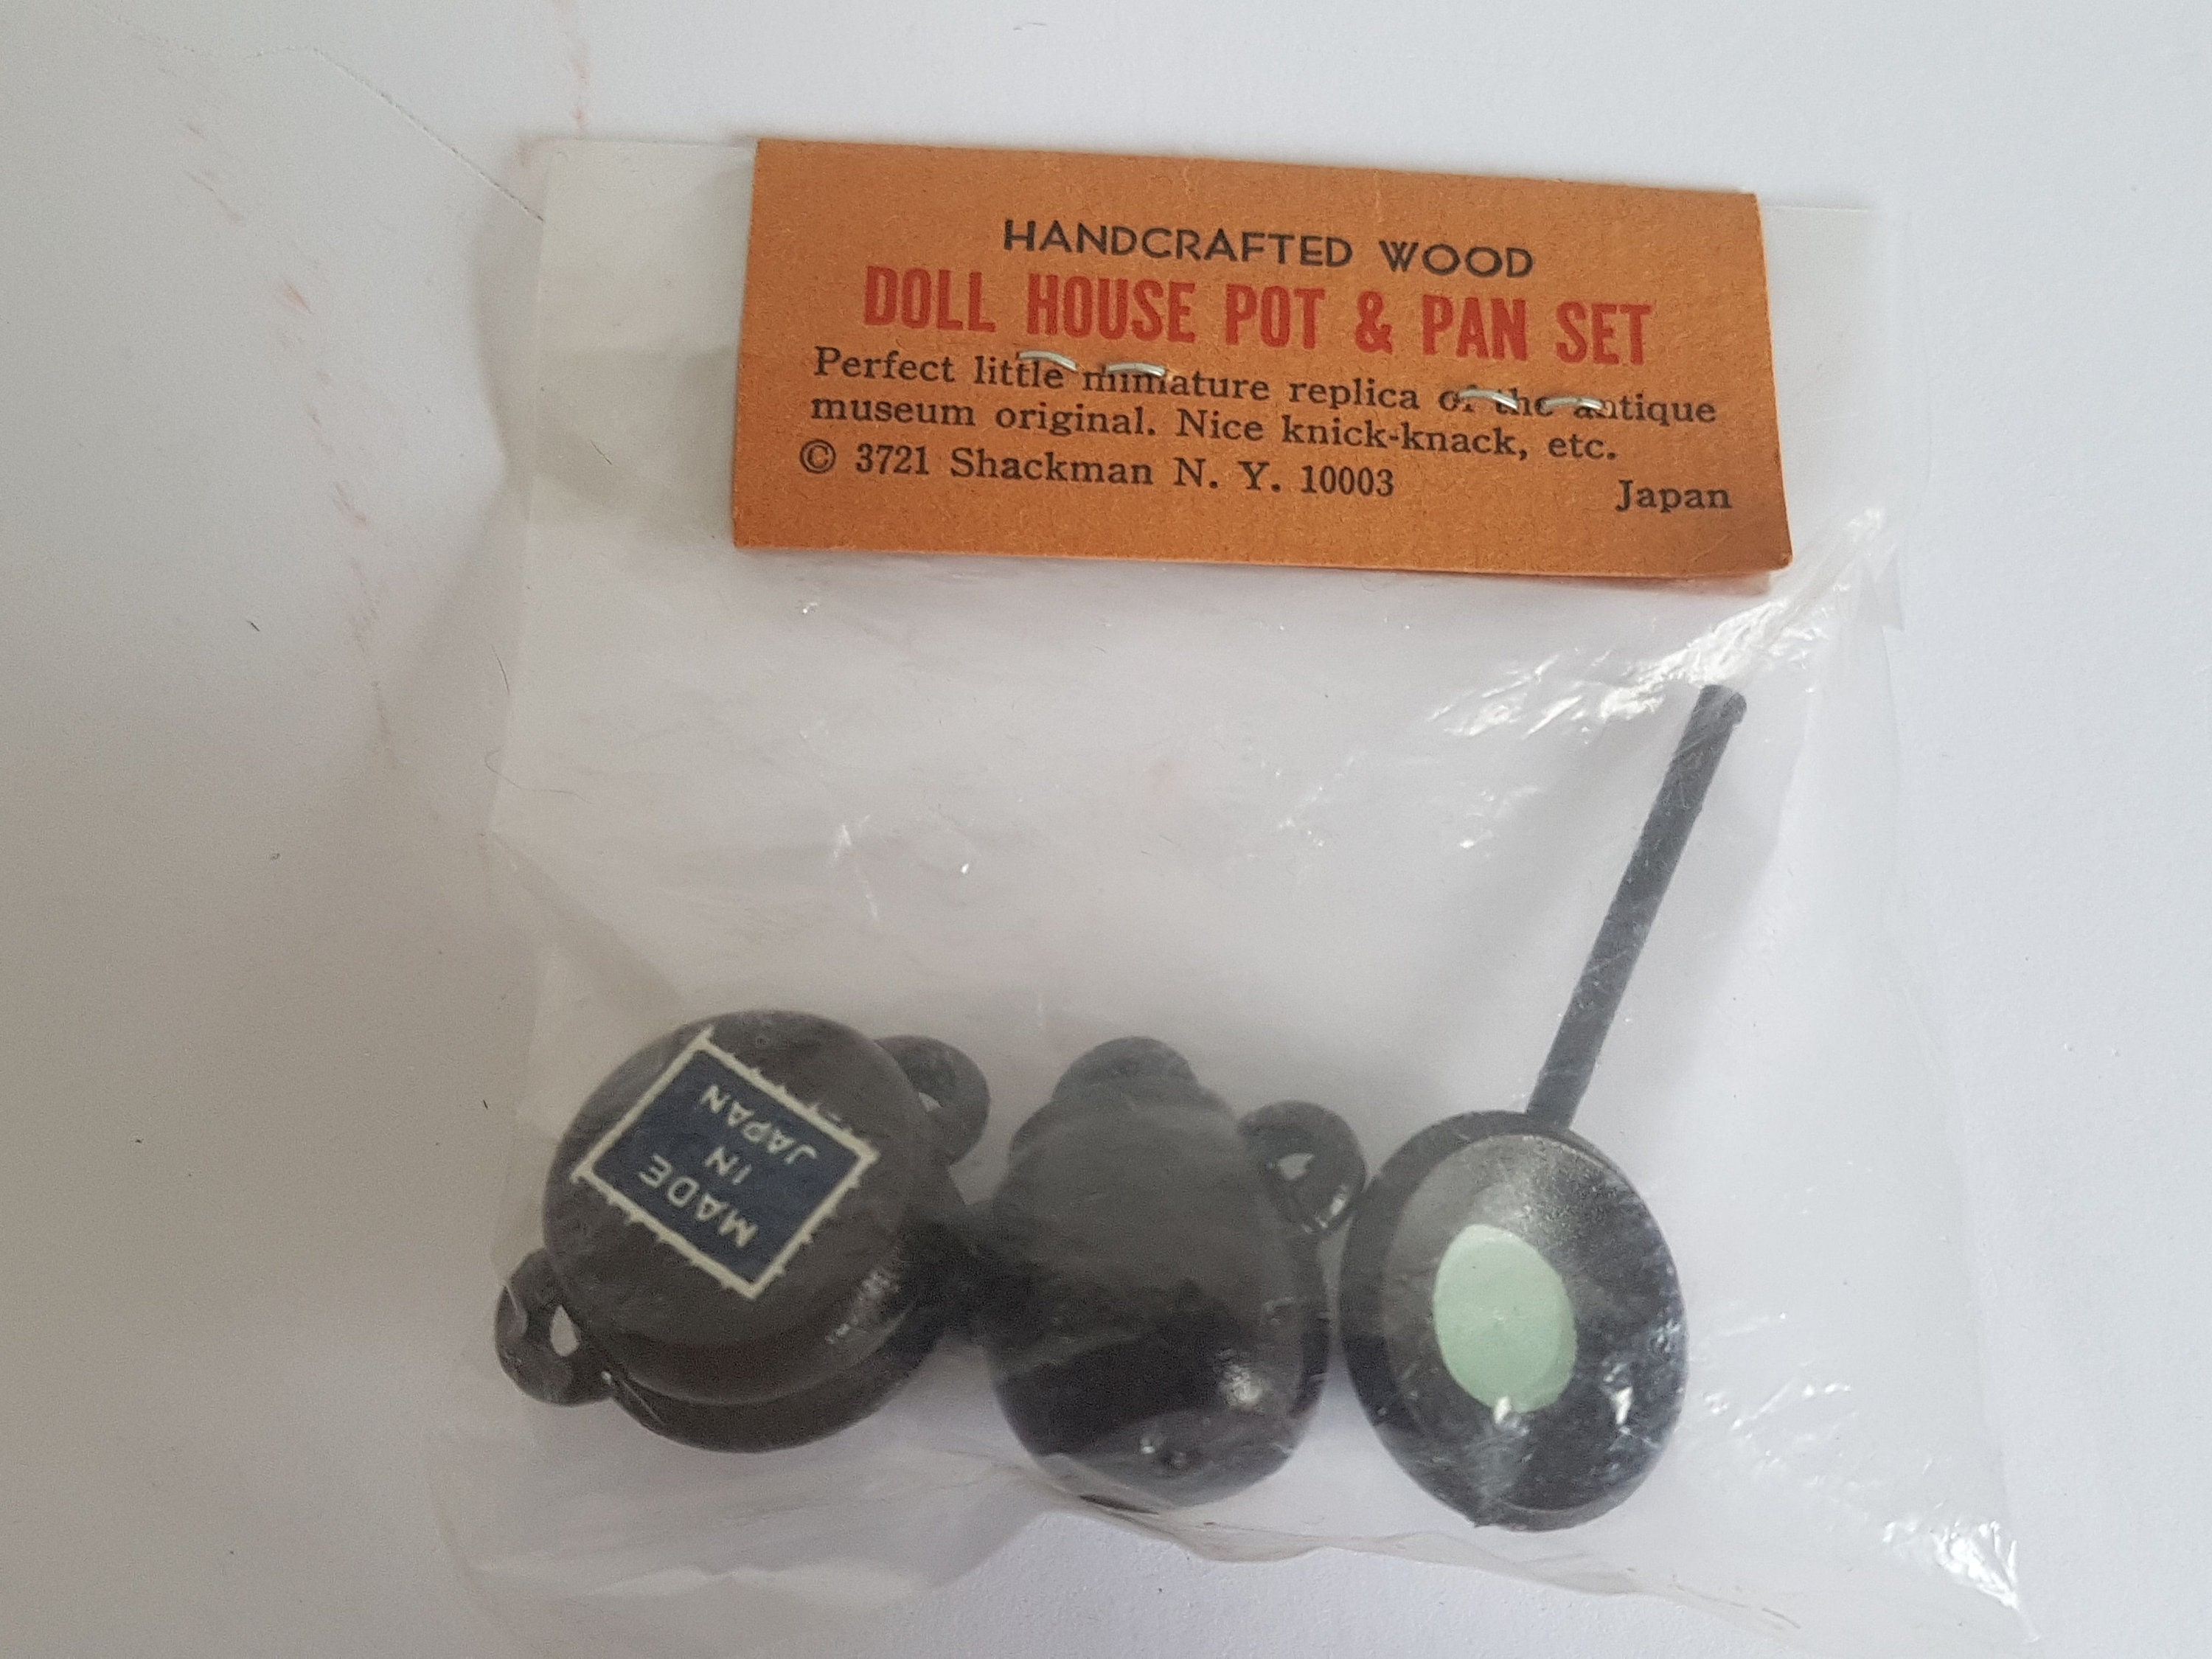 HANDCRAFTED WOOD
DOLL HOUSE POT & PAN SET
Perfect little miniature replica of the antique
museum original. Nice knick-knack, etc.
© 3721 Shackman N. Y. 10003 Japan
MADE
IN
JAPAN